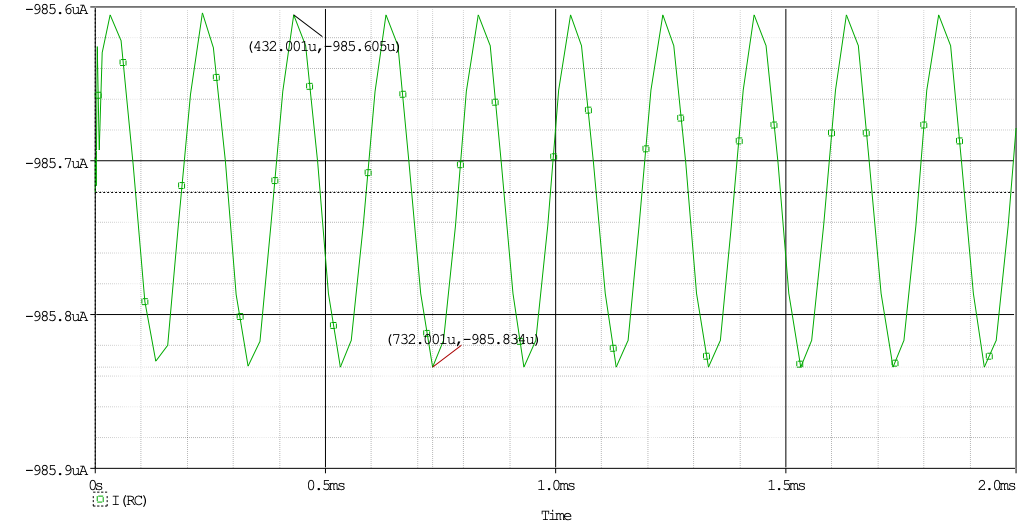 -985.6uA
(432.001u,-985.605u)
-985.7uA
-985.8uA
(732.001u,-985.834u)
-985.9uA
0s 0.5ms 1.0ms 1.5ms 2.0ms
I(RC)
Time